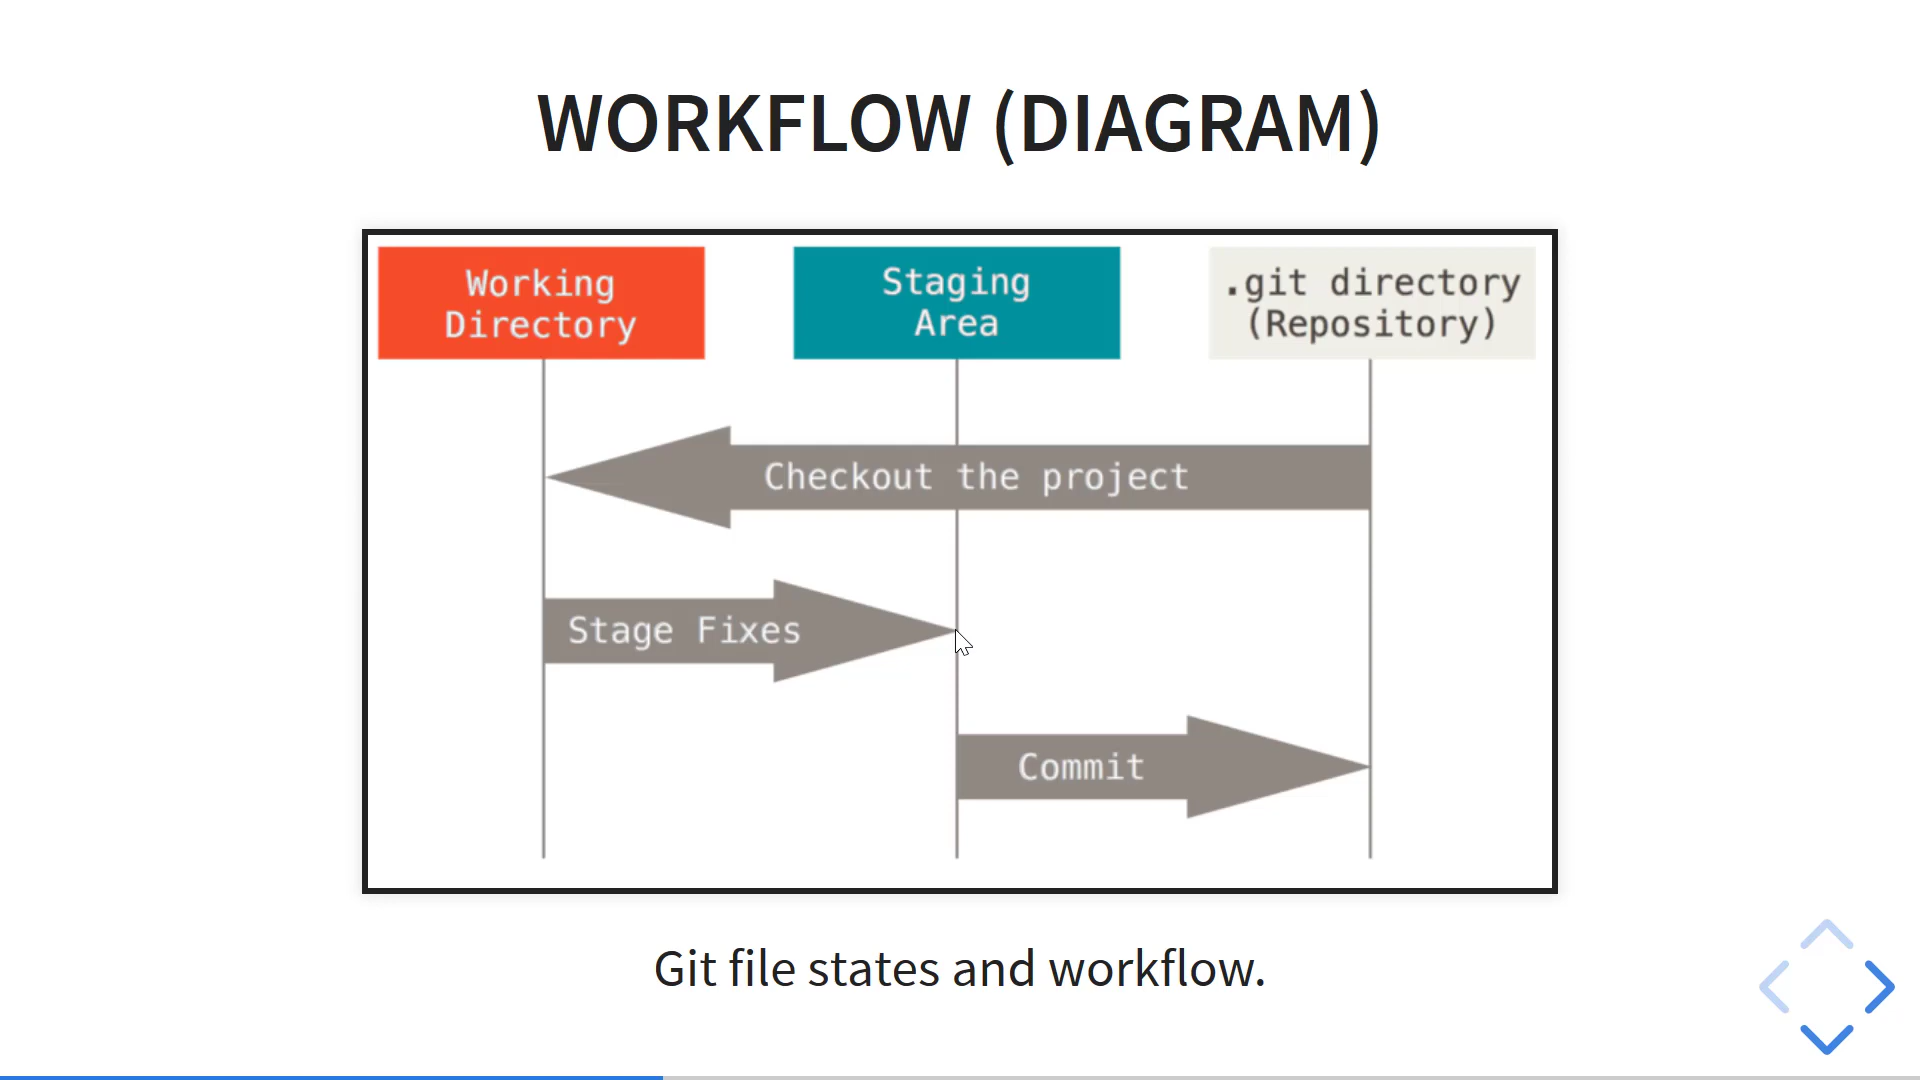 WORKFLOW (DIAGRAM)
Working
Directory
Staging
Area
.git directory
(Repository)
Checkout the project
Stage Fixes
Commit
Git file states and workflow.